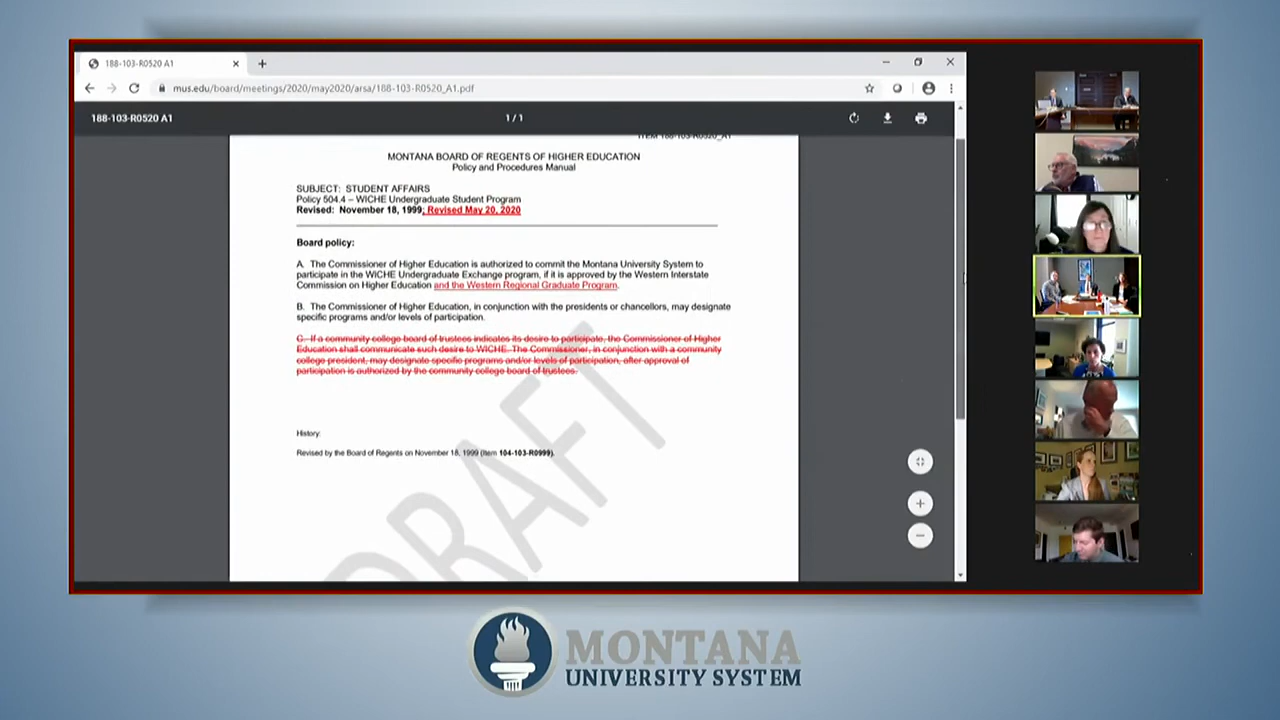 188-103-R0520 A1
mus.edu/board/meetings/2020/may2020/arsa/188-103-R0520_A1.pdf
188-103-R0520 A1
1 / 1
ITEM 188-103-R0520_A1
MONTANA BOARD OF REGENTS OF HIGHER EDUCATION
Policy and Procedures Manual
SUBJECT: STUDENT AFFAIRS
Policy 504.4 – WICHE Undergraduate Student Program
Revised: November 18, 1999; Revised May 20, 2020
Board policy:
A. The Commissioner of Higher Education is authorized to commit the Montana University System to
participate in the WICHE Undergraduate Exchange program, if it is approved by the Western Interstate
Commission on Higher Education and the Western Regional Graduate Program.
B. The Commissioner of Higher Education, in conjunction with the presidents or chancellors, may designate
specific programs and/or levels of participation.
C. If a community college board of trustees indicates its desire to participate, the Commissioner of Higher
Education shall communicate such desire to WICHE. The Commissioner, in conjunction with a community
college president, may designate specific programs and/or levels of participation, after approval of
participation is authorized by the community college board of trustees.
History:
Revised by the Board of Regents on November 18, 1999 (Item 104-103-R0999).
DRAFT
MONTANA
UNIVERSITY SYSTEM